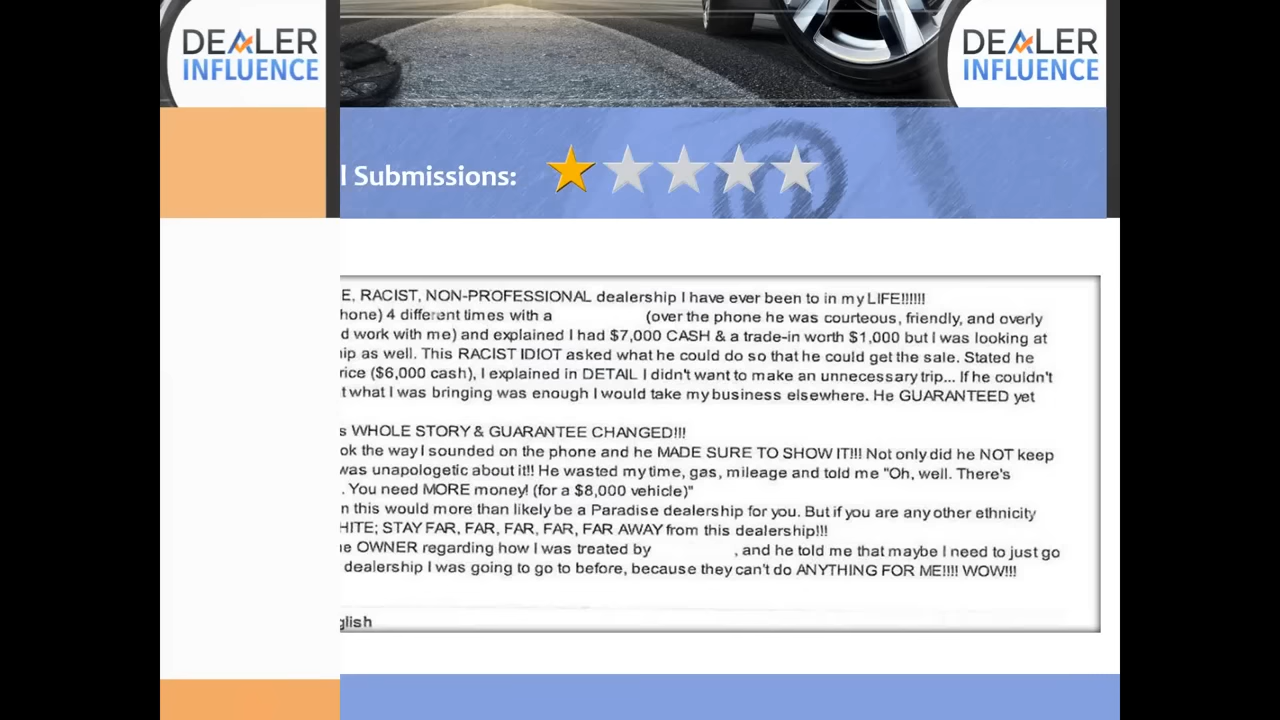 DEALER
INFLUENCE
DEALER
INFLUENCE
l Submissions:
E, RACIST, NON-PROFESSIONAL dealership I have ever been to in my LIFE!!!!!!
hone) 4 different times with a (over the phone he was courteous, friendly, and overly
d work with me) and explained I had $7,000 CASH & a trade-in worth $1,000 but I was looking at
ip as well. This RACIST IDIOT asked what he could do so that he could get the sale. Stated he
rice ($6,000 cash), I explained in DETAIL I didn't want to make an unnecessary trip... If he couldn't
t what I was bringing was enough I would take my business elsewhere. He GUARANTEED yet
s WHOLE STORY & GUARANTEE CHANGED!!!
ok the way I sounded on the phone and he MADE SURE TO SHOW IT!!! Not only did he NOT keep
was unapologetic about it!! He wasted my time, gas, mileage and told me "Oh, well. There's
. You need MORE money! (for a $8,000 vehicle)"
n this would more than likely be a Paradise dealership for you. But if you are any other ethnicity
HITE; STAY FAR, FAR, FAR, FAR, FAR AWAY from this dealership!!!
e OWNER regarding how I was treated by , and he told me that maybe I need to just go
dealership I was going to go to before, because they can't do ANYTHING FOR ME!!!! WOW!!!
glish